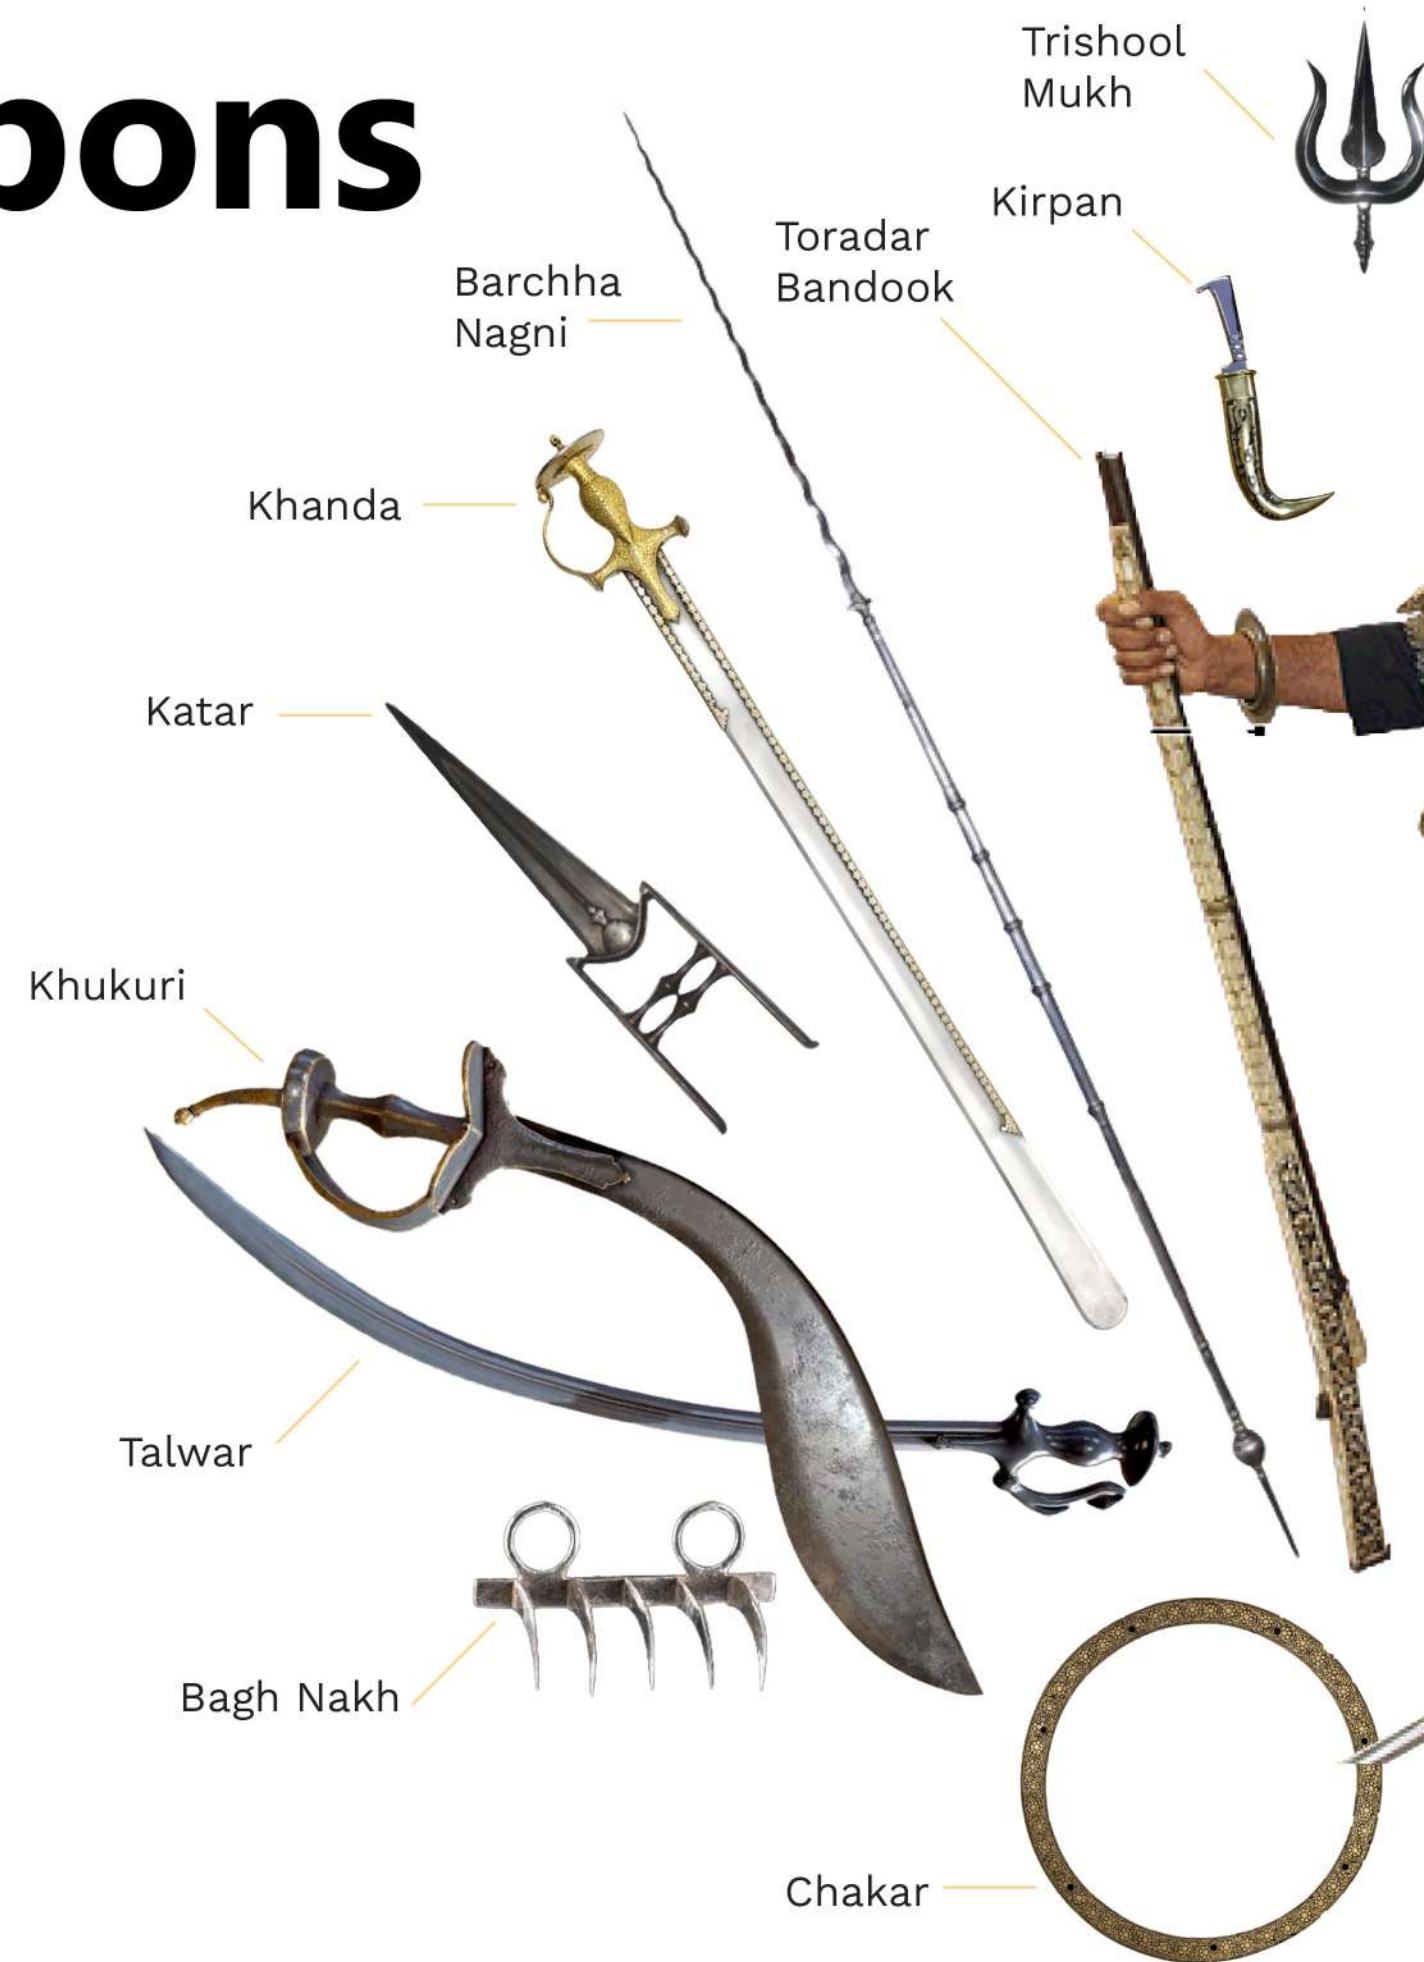 pons
Trishool
Mukh
Kirpan
Toradar
Bandook
Barchha
Nagni
Khanda
Katar
Khukuri
Talwar
Bagh Nakh
Chakar